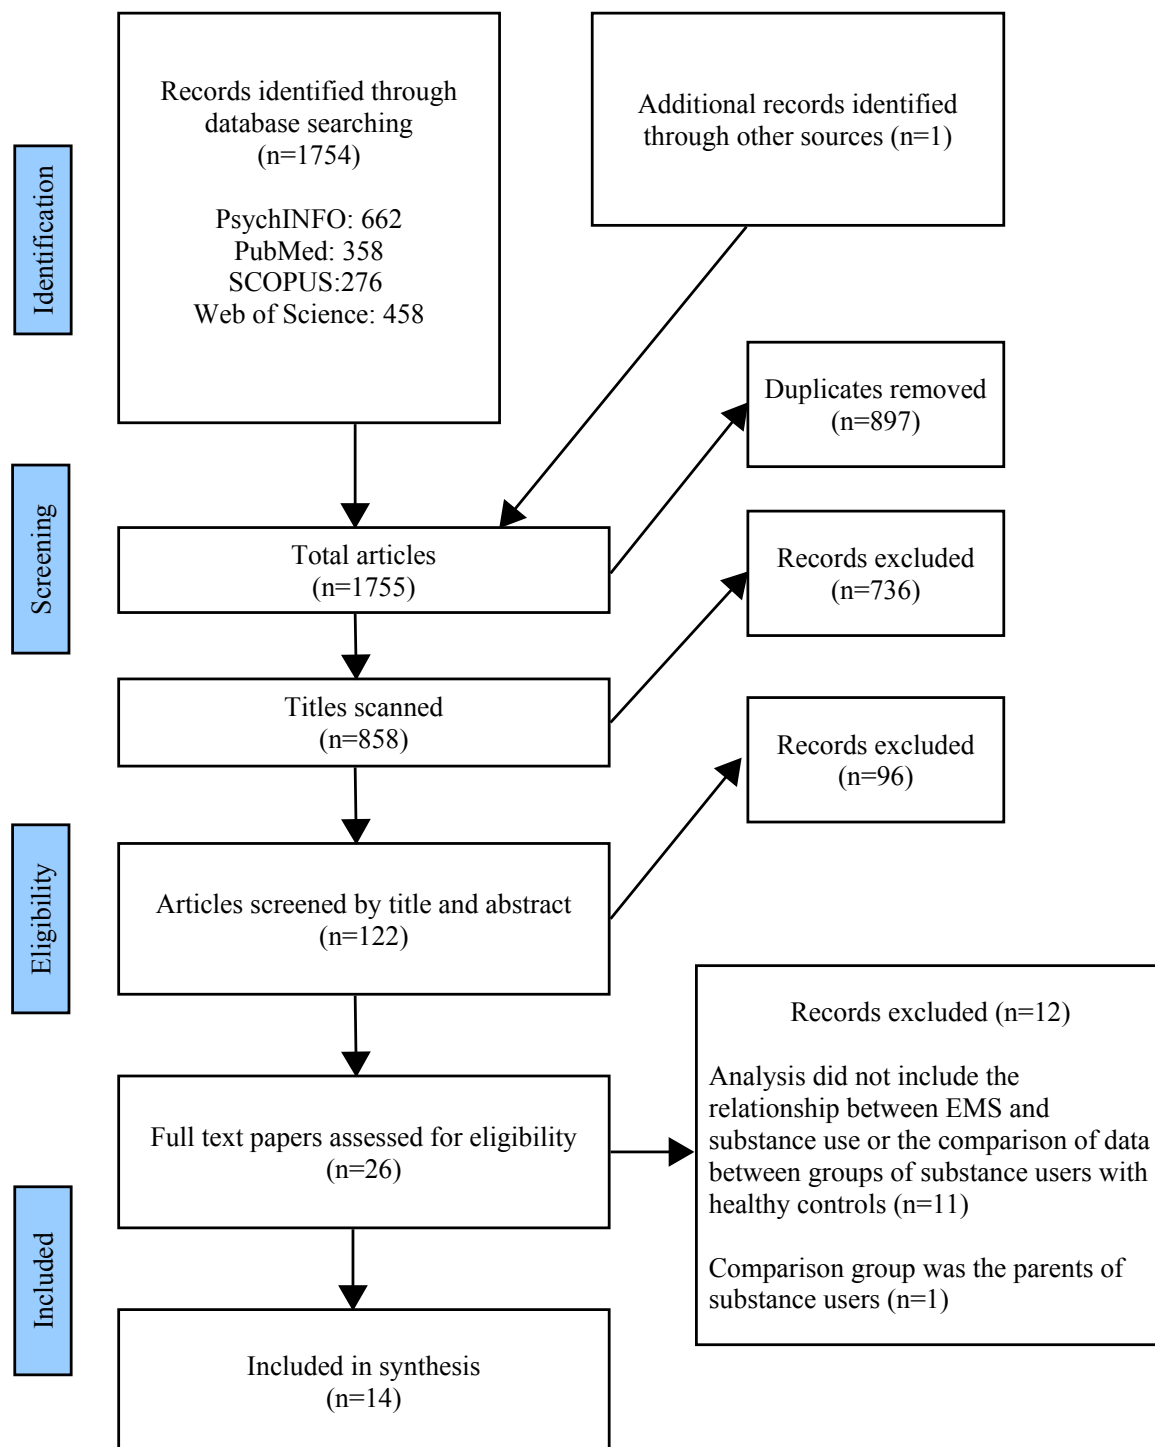 Identification
Records identified through
database searching
(n=1754)
PsychINFO: 662
PubMed: 358
SCOPUS:276
Web of Science: 458
Additional records identified
through other sources (n=1)
Duplicates removed
(n=897)
Screening
Total articles
(n=1755)
Records excluded
(n=736)
Titles scanned
(n=858)
Records excluded
(n=96)
Eligibility
Articles screened by title and abstract
(n=122)
Full text papers assessed for eligibility
(n=26)
Records excluded (n=12)
Analysis did not include the
relationship between EMS and
substance use or the comparison of data
between groups of substance users with
healthy controls (n=11)
Comparison group was the parents of
substance users (n=1)
Included
Included in synthesis
(n=14)